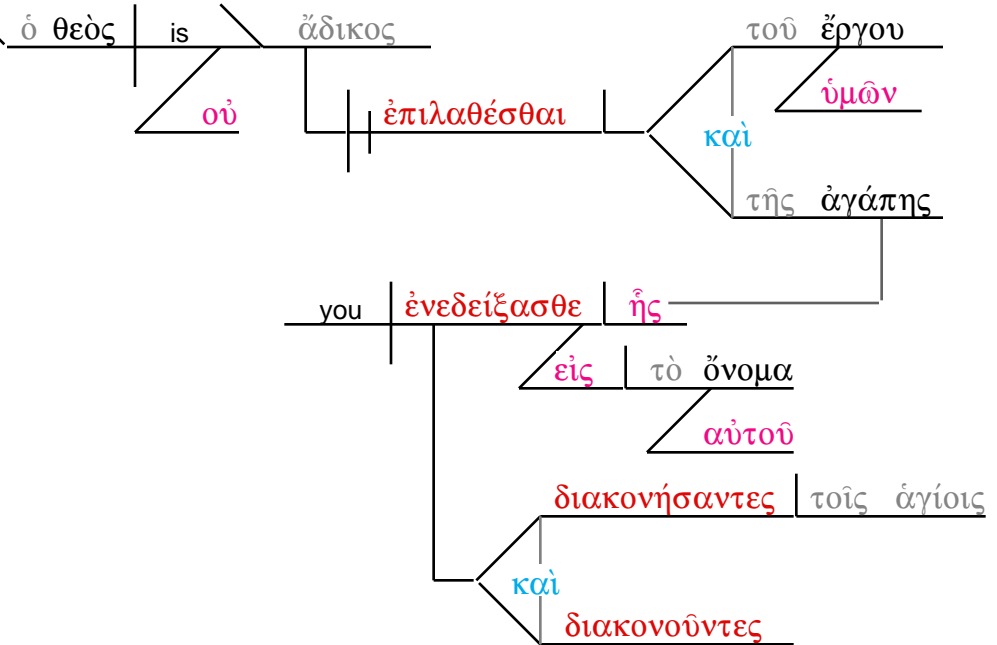 ὁ θεὸς is ἄδικος
οὐ
ἐπιλαθέσθαι
τοῦ ἔργου
ὑμῶν
καὶ
τῆς ἀγάπης
you ἐνεδείξασθε ἧς
εἰς τὸ ὄνομα
αὐτοῦ
διακονήσαντες τοῖς ἁγίοις
καὶ
διακονοῦντες